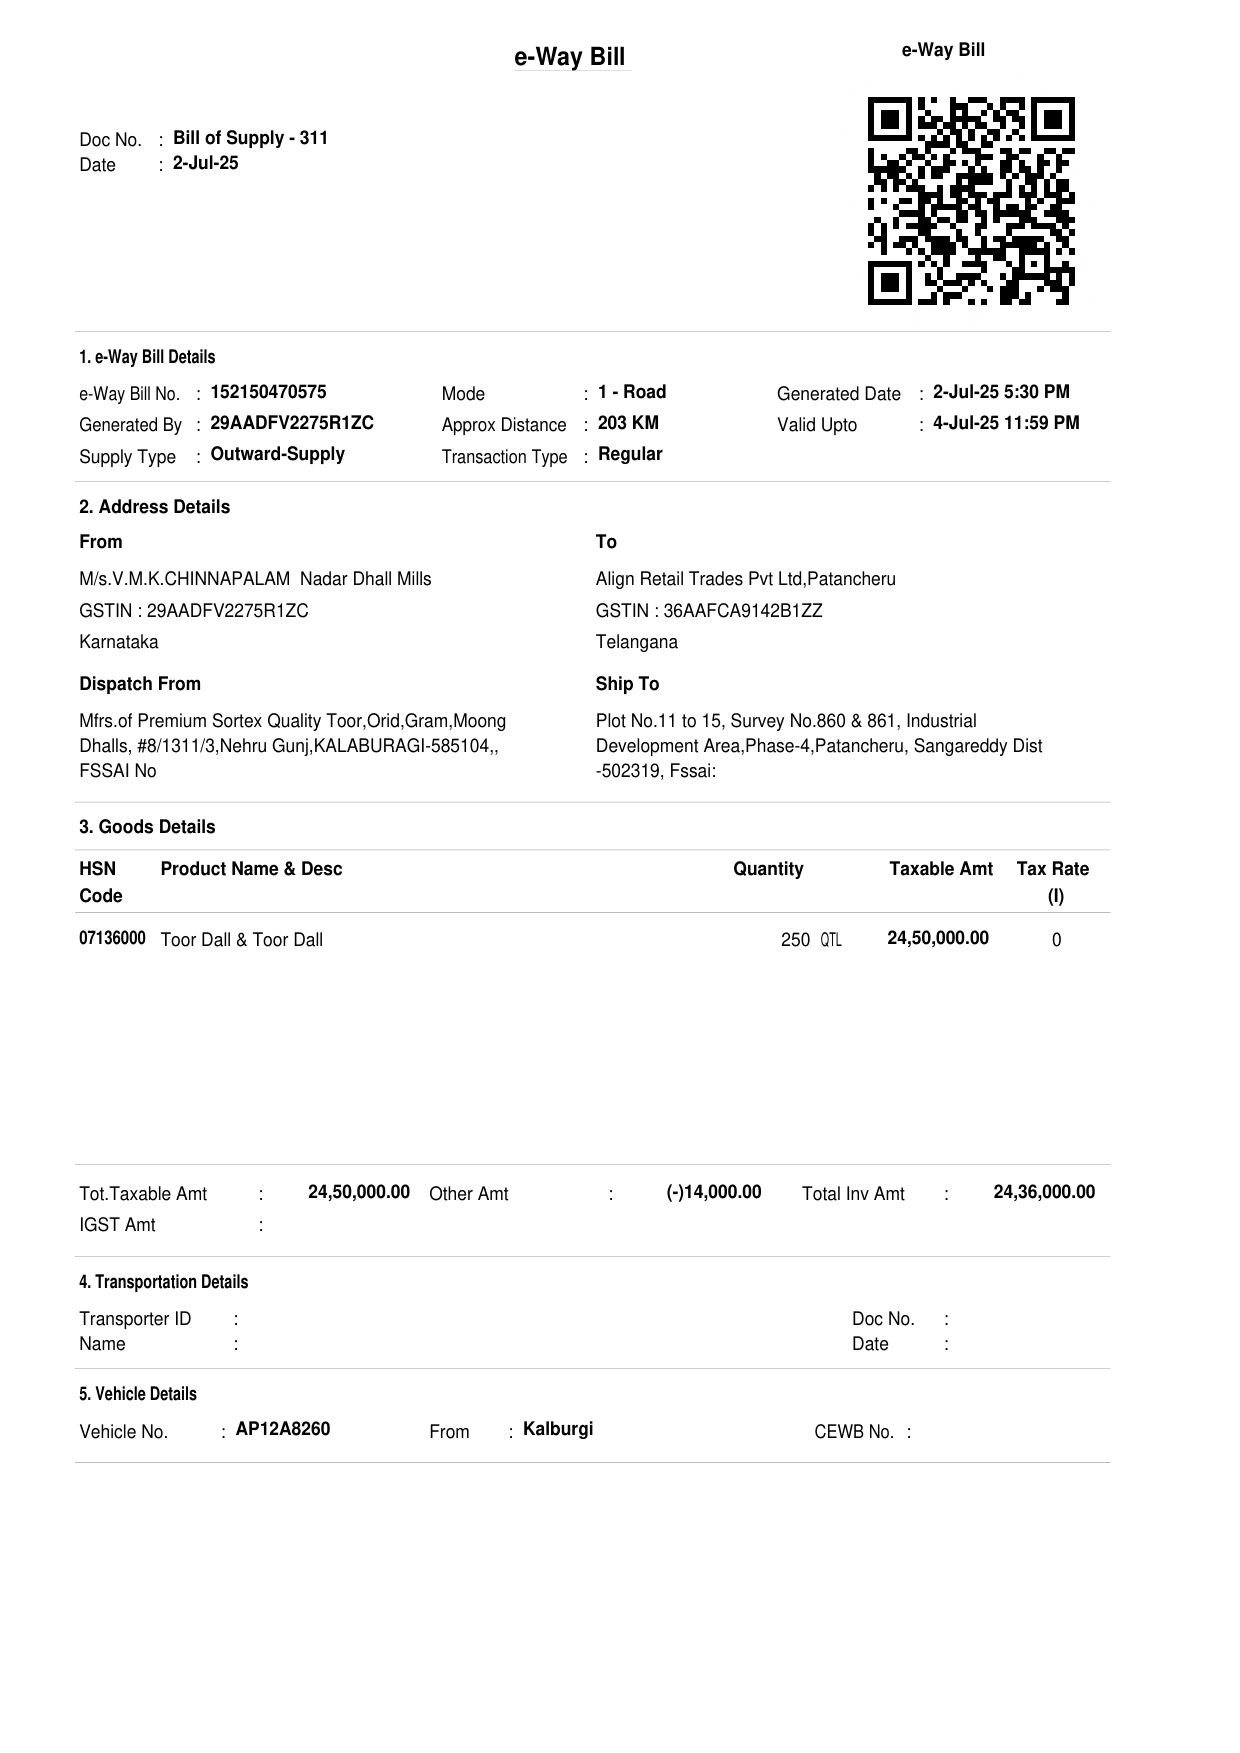 e-Way Bill
e-Way Bill
Doc No. : Bill of Supply - 311
Date : 2-Jul-25
1. e-Way Bill Details
e-Way Bill No. : 152150470575 Mode : 1 - Road Generated Date : 2-Jul-25 5:30 PM
Generated By : 29AADFV2275R1ZC Approx Distance : 203 KM Valid Upto : 4-Jul-25 11:59 PM
Supply Type : Outward-Supply Transaction Type : Regular
2. Address Details
From To
M/s.V.M.K.CHINNAPALAM  Nadar Dhall Mills Align Retail Trades Pvt Ltd,Patancheru
GSTIN : 29AADFV2275R1ZC GSTIN : 36AAFCA9142B1ZZ
Karnataka Telangana
Dispatch From Ship To
Mfrs.of Premium Sortex Quality Toor,Orid,Gram,Moong Plot No.11 to 15, Survey No.860 & 861, Industrial
Dhalls, #8/1311/3,Nehru Gunj,KALABURAGI-585104,, Development Area,Phase-4,Patancheru, Sangareddy Dist
FSSAI No -502319, Fssai:
3. Goods Details
HSN Product Name & Desc Quantity Taxable Amt Tax Rate
Code (I)
07136000 Toor Dall & Toor Dall 250 QTL 24,50,000.00 0
Tot.Taxable Amt : 24,50,000.00 Other Amt : (-)14,000.00 Total Inv Amt : 24,36,000.00
IGST Amt :
4. Transportation Details
Transporter ID : Doc No. :
Name : Date :
5. Vehicle Details
Vehicle No. : AP12A8260 From : Kalburgi CEWB No. :